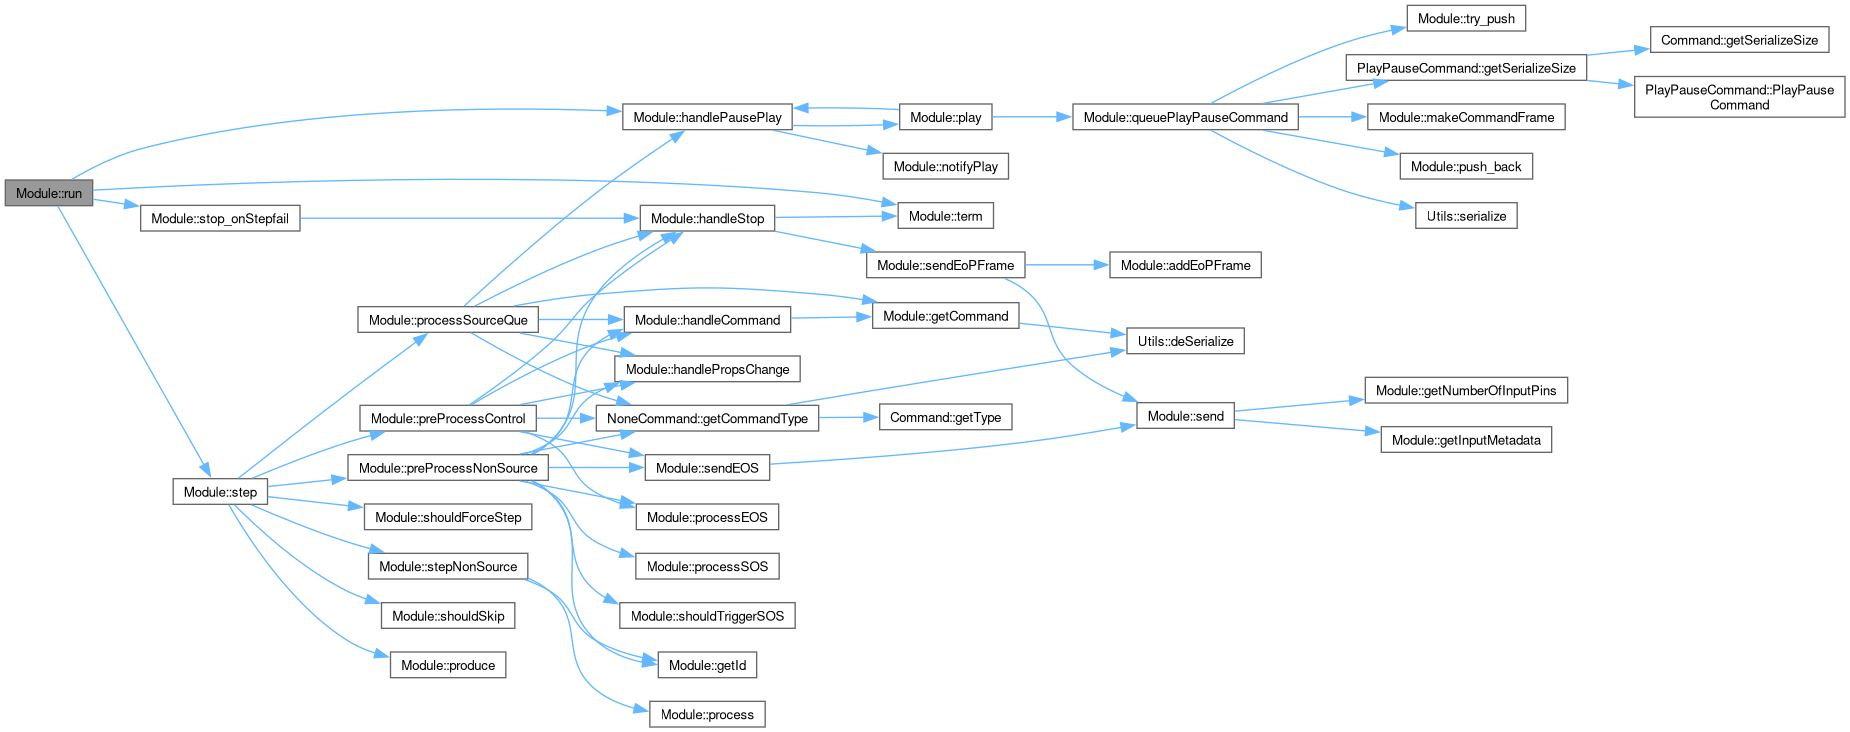 Module::run
Module::stop_onStepfail
Module::step
Module::processSourceQue
Module::preProcessControl
Module::preProcessNonSource
Module::shouldForceStep
Module::stepNonSource
Module::shouldSkip
Module::produce
Module::handlePausePlay
Module::handleStop
Module::handleCommand
Module::handlePropsChange
NoneCommand::getCommandType
Module::sendEOS
Module::processEOS
Module::processSOS
Module::shouldTriggerSOS
Module::getId
Module::process
Module::play
Module::notifyPlay
Module::term
Module::sendEoPFrame
Module::getCommand
Command::getType
Module::queuePlayPauseCommand
Module::addEoPFrame
Utils::deSerialize
Module::send
Module::try_push
PlayPauseCommand::getSerializeSize
Module::makeCommandFrame
Module::push_back
Utils::serialize
Module::getNumberOfInputPins
Module::getInputMetadata
Command::getSerializeSize
PlayPauseCommand::PlayPause
Command